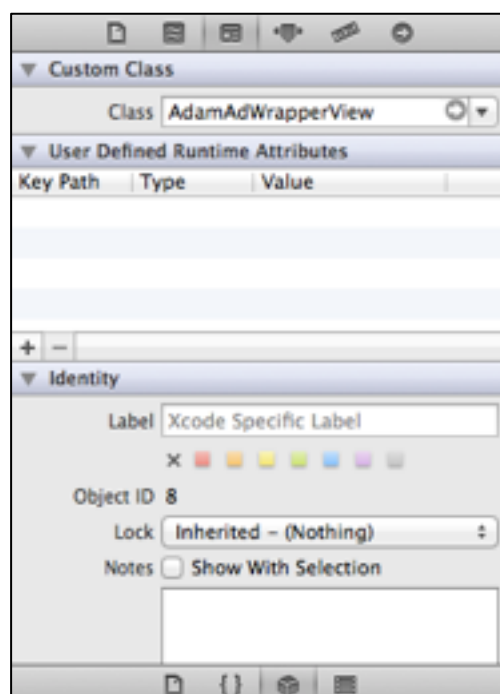 Custom Class
Class AdamAdWrapperView
User Defined Runtime Attributes
Key Path Type Value
+ −
Identity
Label Xcode Specific Label
×
Object ID 8
Lock Inherited – (Nothing)
Notes Show With Selection
{ }